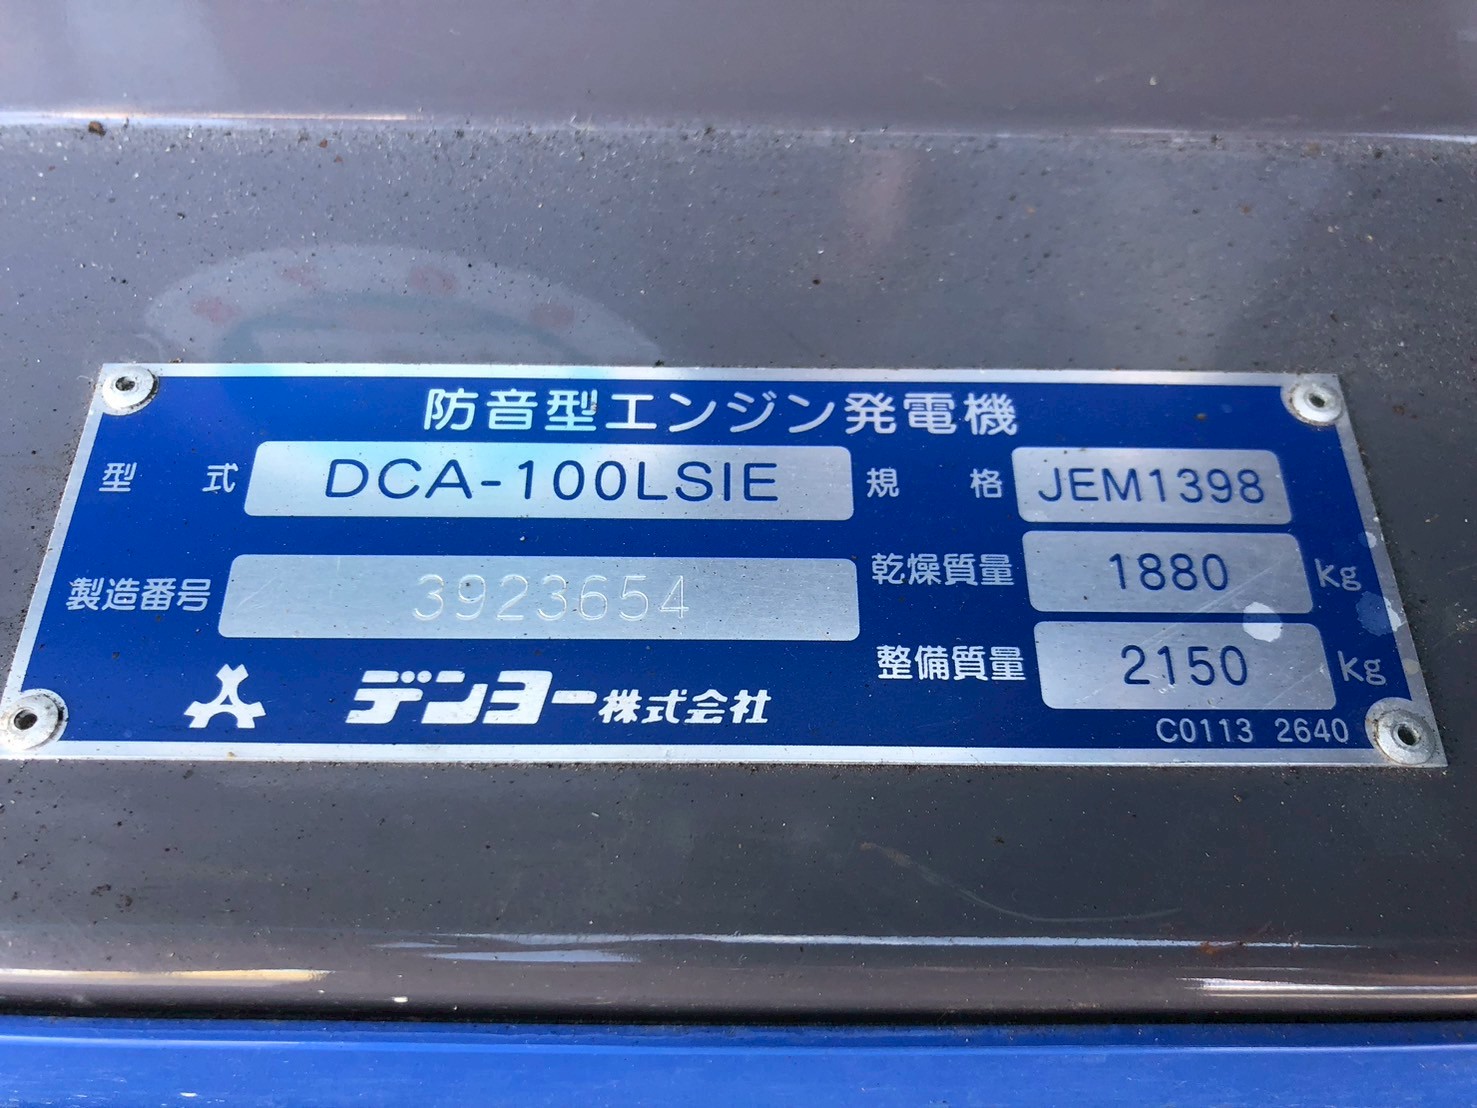 防音型エンジン発電機
型 式 DCA-100LSIE 規 格 JEM1398
製造番号 3923654 乾燥質量 1880 Kg
整備質量 2150 Kg
デンヨー株式会社
C0113 2640